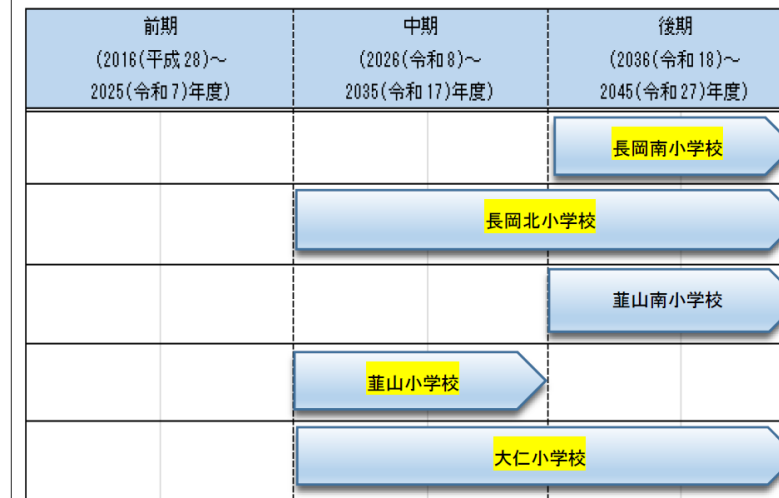 前期
(2016(平成28)～
2025(令和7)年度)
中期
(2026(令和8)～
2035(令和17)年度)
後期
(2036(令和18)～
2045(令和27)年度)
長岡南小学校
長岡北小学校
韮山南小学校
韮山小学校
大仁小学校